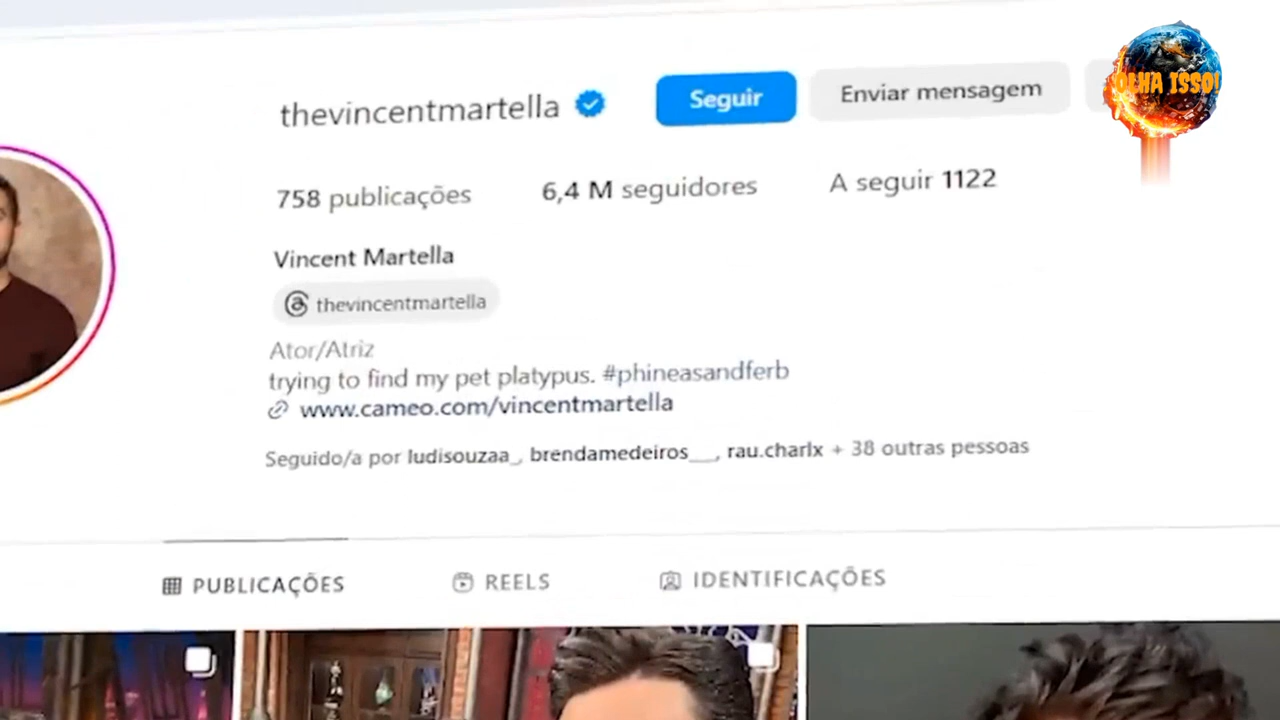 thevincentmartella Seguir Enviar mensagem
OLHA ISSO!
758 publicações 6,4 M seguidores A seguir 1122
Vincent Martella
thevincentmartella
Ator/Atriz
trying to find my pet platypus. #phineasandferb
www.cameo.com/vincentmartella
Seguido/a por ludisouzaa_, brendamedeiros__, rau.charlx + 38 outras pessoas
PUBLICAÇÕES REELS IDENTIFICAÇÕES